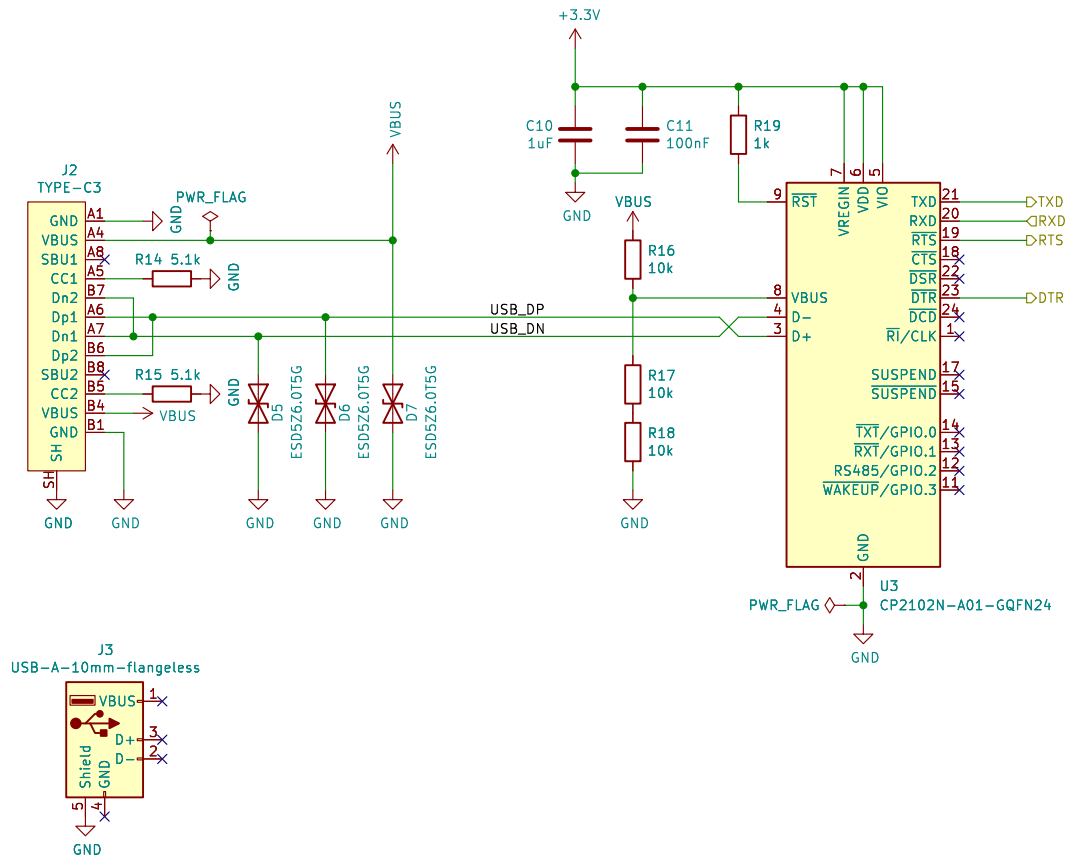 +3.3V
C10
1uF
C11
100nF
R19
1k
J2
TYPE-C3
GND A1
VBUS A4
SBU1 A8
CC1 A5
Dn2 B7
Dp1 A6
Dn1 A7
Dp2 B6
SBU2 B8
CC2 B5
VBUS B4
GND B1
SH
SH
GND
GND
GND
PWR_FLAG
VBUS
R14 5.1k
GND
R15 5.1k
GND
VBUS
USB_DP
USB_DN
D5
ESD5Z6.0T5G
GND
D6
ESD5Z6.0T5G
GND
D7
ESD5Z6.0T5G
GND
GND
VBUS
R16
10k
R17
10k
R18
10k
GND
7 6 5
VREGIN VDD VIO
9 RST
8 VBUS
4 D-
3 D+
TXD 21 TXD
RXD 20 RXD
RTS 19 RTS
CTS 18
DSR 22
DTR 23 DTR
DCD 24
RI/CLK 1
SUSPEND 17
SUSPEND 15
TXT/GPIO.0 14
RXT/GPIO.1 13
RS485/GPIO.2 12
WAKEUP/GPIO.3 11
GND
2
U3
CP2102N-A01-GQFN24
PWR_FLAG
GND
J3
USB-A-10mm-flangeless
VBUS 1
D+ 3
D- 2
Shield
GND
5 4
GND